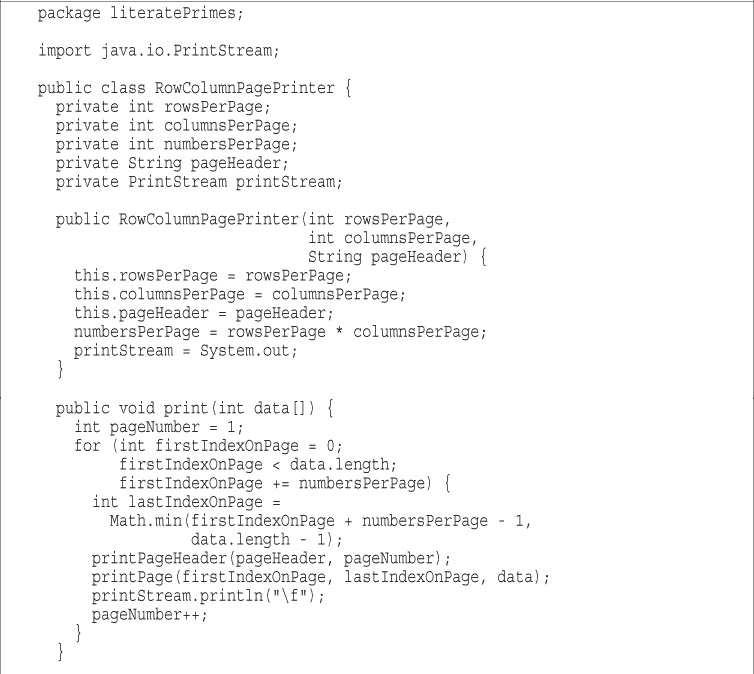 package literatePrimes;

import java.io.PrintStream;

public class RowColumnPagePrinter {
  private int rowsPerPage;
  private int columnsPerPage;
  private int numbersPerPage;
  private String pageHeader;
  private PrintStream printStream;

  public RowColumnPagePrinter(int rowsPerPage,
                              int columnsPerPage,
                              String pageHeader) {
    this.rowsPerPage = rowsPerPage;
    this.columnsPerPage = columnsPerPage;
    this.pageHeader = pageHeader;
    numbersPerPage = rowsPerPage * columnsPerPage;
    printStream = System.out;
  }

  public void print(int data[]) {
    int pageNumber = 1;
    for (int firstIndexOnPage = 0;
         firstIndexOnPage < data.length;
         firstIndexOnPage += numbersPerPage) {
      int lastIndexOnPage =
        Math.min(firstIndexOnPage + numbersPerPage - 1,
                 data.length - 1);
      printPageHeader(pageHeader, pageNumber);
      printPage(firstIndexOnPage, lastIndexOnPage, data);
      printStream.println("\f");
      pageNumber++;
    }
  }